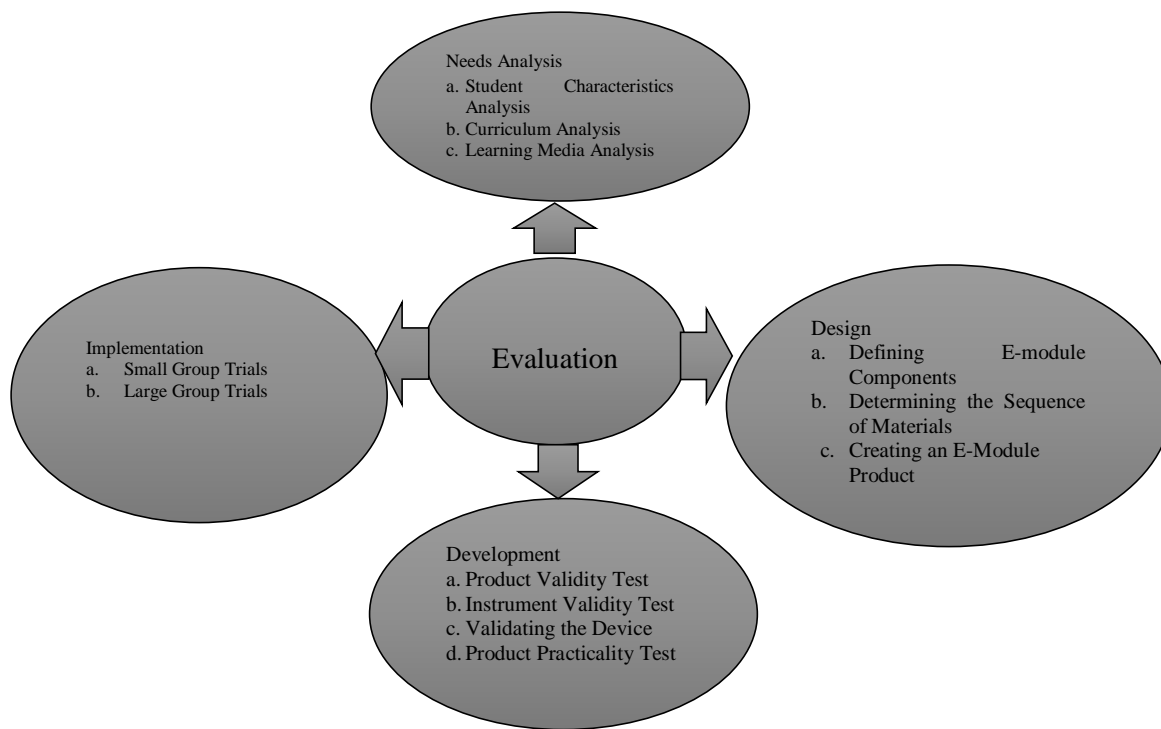 Needs Analysis
a. Student Characteristics
Analysis
b. Curriculum Analysis
c. Learning Media Analysis
Implementation
a. Small Group Trials
b. Large Group Trials
Evaluation
Design
a. Defining E-module
Components
b. Determining the Sequence
of Materials
c. Creating an E-Module
Product
Development
a. Product Validity Test
b. Instrument Validity Test
c. Validating the Device
d. Product Practicality Test